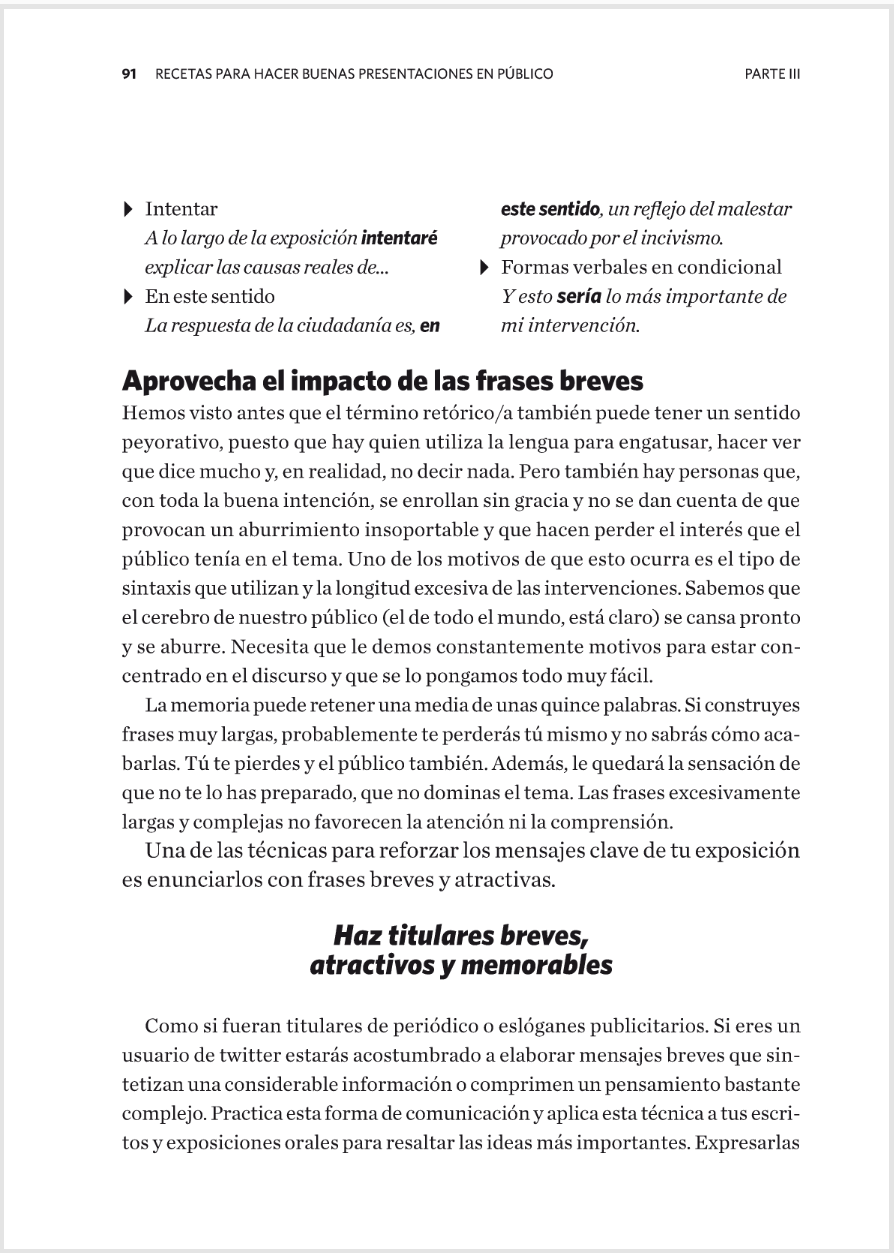 91 RECETAS PARA HACER BUENAS PRESENTACIONES EN PÚBLICO PARTE III
Intentar
A lo largo de la exposición intentaré
explicar las causas reales de...
En este sentido
La respuesta de la ciudadanía es, en
este sentido, un reflejo del malestar
provocado por el incivismo.
Formas verbales en condicional
Y esto sería lo más importante de
mi intervención.
Aprovecha el impacto de las frases breves
Hemos visto antes que el término retórico/a también puede tener un sentido
peyorativo, puesto que hay quien utiliza la lengua para engatusar, hacer ver
que dice mucho y, en realidad, no decir nada. Pero también hay personas que,
con toda la buena intención, se enrollan sin gracia y no se dan cuenta de que
provocan un aburrimiento insoportable y que hacen perder el interés que el
público tenía en el tema. Uno de los motivos de que esto ocurra es el tipo de
sintaxis que utilizan y la longitud excesiva de las intervenciones. Sabemos que
el cerebro de nuestro público (el de todo el mundo, está claro) se cansa pronto
y se aburre. Necesita que le demos constantemente motivos para estar con-
centrado en el discurso y que se lo pongamos todo muy fácil.
La memoria puede retener una media de unas quince palabras. Si construyes
frases muy largas, probablemente te perderás tú mismo y no sabrás cómo aca-
barlas. Tú te pierdes y el público también. Además, le quedará la sensación de
que no te lo has preparado, que no dominas el tema. Las frases excesivamente
largas y complejas no favorecen la atención ni la comprensión.
Una de las técnicas para reforzar los mensajes clave de tu exposición
es enunciarlos con frases breves y atractivas.
Haz titulares breves,
atractivos y memorables
Como si fueran titulares de periódico o eslóganes publicitarios. Si eres un
usuario de twitter estarás acostumbrado a elaborar mensajes breves que sin-
tetizan una considerable información o comprimen un pensamiento bastante
complejo. Practica esta forma de comunicación y aplica esta técnica a tus escri-
tos y exposiciones orales para resaltar las ideas más importantes. Expresarlas